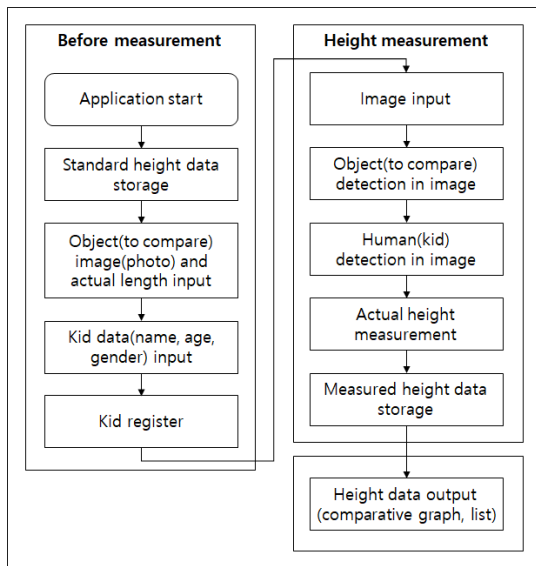 Before measurement
Application start
Standard height data
storage
Object(to compare)
image(photo) and
actual length input
Kid data(name, age,
gender) input
Kid register
Height measurement
Image input
Object(to compare)
detection in image
Human(kid)
detection in image
Actual height
measurement
Measured height data
storage
Height data output
(comparative graph, list)